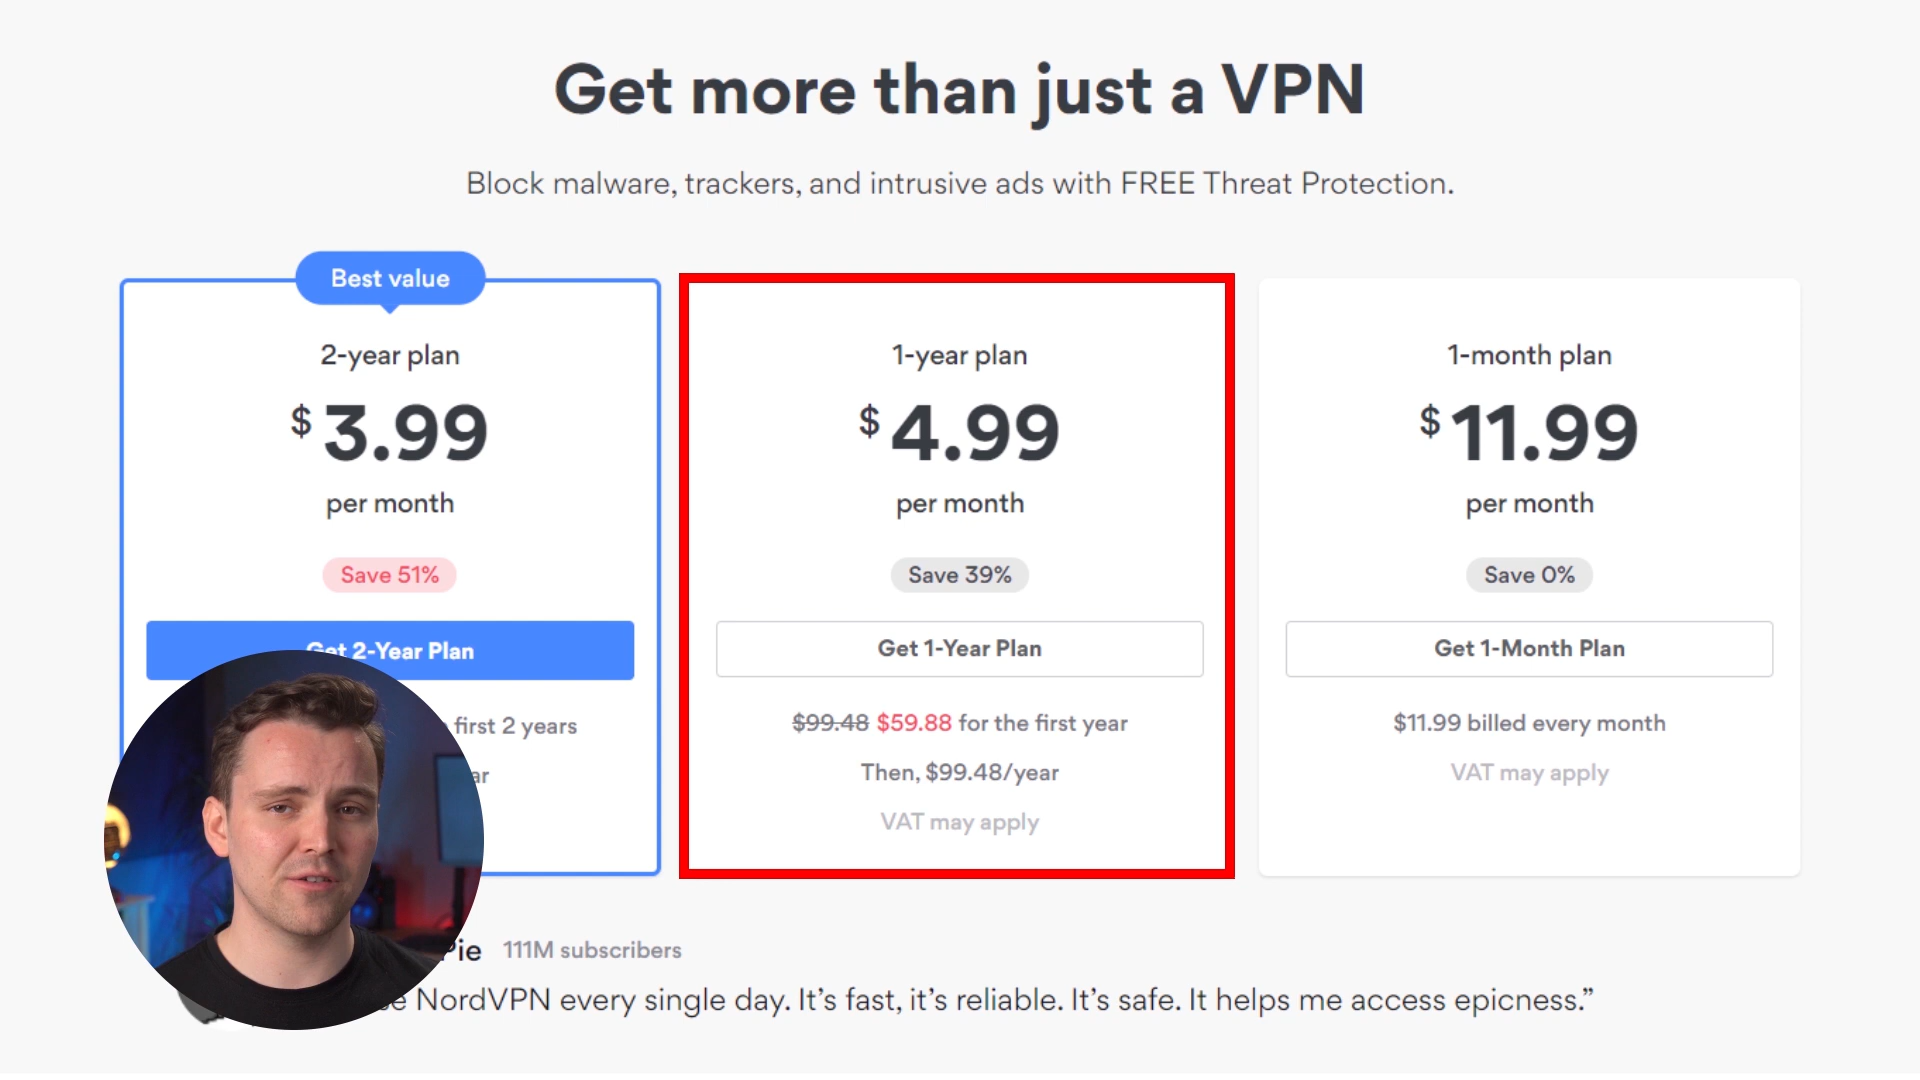 Get more than just a VPN
Block malware, trackers, and intrusive ads with FREE Threat Protection.
Best value
2-year plan
$3.99
per month
Save 51%
Get 2-Year Plan
first 2 years
1-year plan
$4.99
per month
Save 39%
Get 1-Year Plan
$99.48 $59.88 for the first year
Then, $99.48/year
VAT may apply
1-month plan
$11.99
per month
Save 0%
Get 1-Month Plan
$11.99 billed every month
VAT may apply
111M subscribers
NordVPN every single day. It’s fast, it’s reliable. It’s safe. It helps me access epicness.”